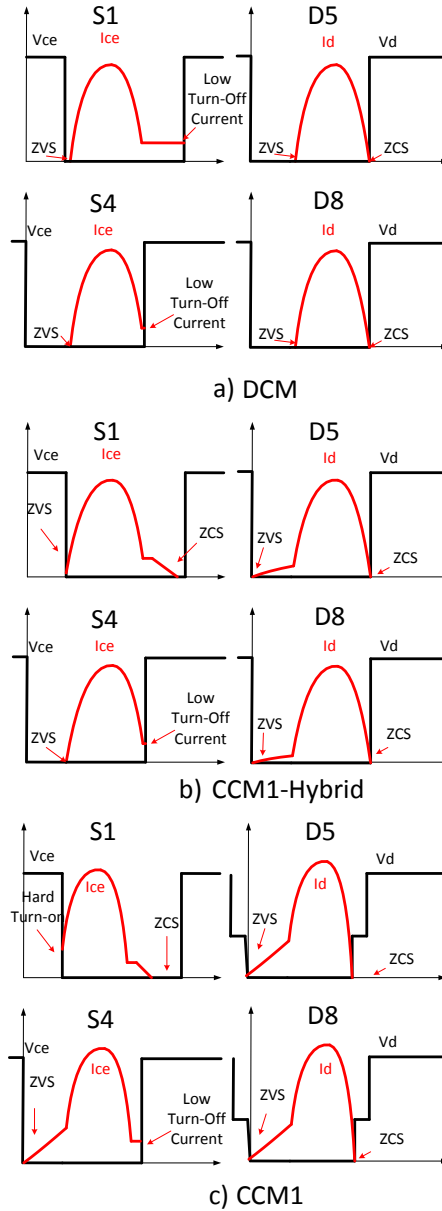 S1
Vce
Ice
Low
Turn-Off
Current
ZVS
D5
Id
Vd
ZVS
ZCS
S4
Vce
Ice
Low
Turn-Off
Current
ZVS
D8
Id
Vd
ZVS
ZCS
a) DCM
S1
Vce
Ice
ZVS
ZCS
D5
Id
Vd
ZVS
ZCS
S4
Vce
Ice
Low
Turn-Off
Current
ZVS
D8
Id
Vd
ZVS
ZCS
b) CCM1-Hybrid
S1
Vce
Ice
Hard
Turn-on
ZCS
D5
Vd
Id
ZVS
ZCS
S4
Vce
ZVS
Ice
Low
Turn-Off
Current
D8
Vd
Id
ZVS
ZCS
c) CCM1